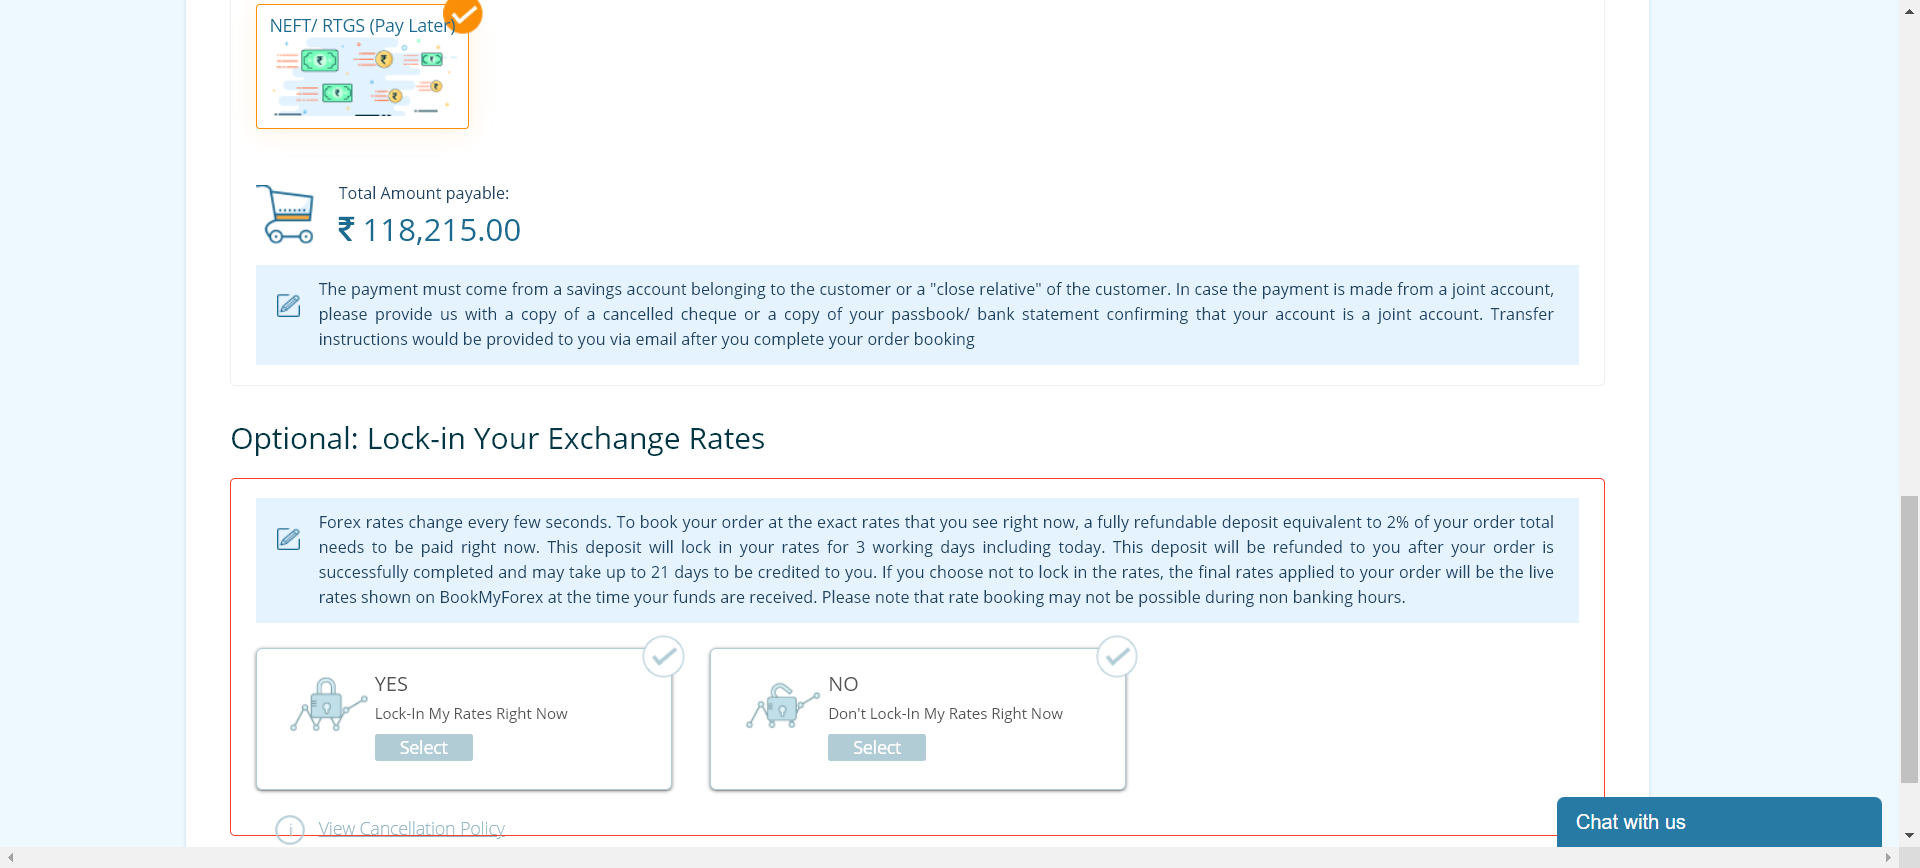 NEFT/ RTGS (Pay Later)
Total Amount payable:
₹ 118,215.00
The payment must come from a savings account belonging to the customer or a "close relative" of the customer. In case the payment is made from a joint account,
please provide us with a copy of a cancelled cheque or a copy of your passbook/ bank statement confirming that your account is a joint account. Transfer
instructions would be provided to you via email after you complete your order booking
Optional: Lock-in Your Exchange Rates
Forex rates change every few seconds. To book your order at the exact rates that you see right now, a fully refundable deposit equivalent to 2% of your order total
needs to be paid right now. This deposit will lock in your rates for 3 working days including today. This deposit will be refunded to you after your order is
successfully completed and may take up to 21 days to be credited to you. If you choose not to lock in the rates, the final rates applied to your order will be the live
rates shown on BookMyForex at the time your funds are received. Please note that rate booking may not be possible during non banking hours.
YES
Lock-In My Rates Right Now
Select
NO
Don't Lock-In My Rates Right Now
Select
View Cancellation Policy
Chat with us